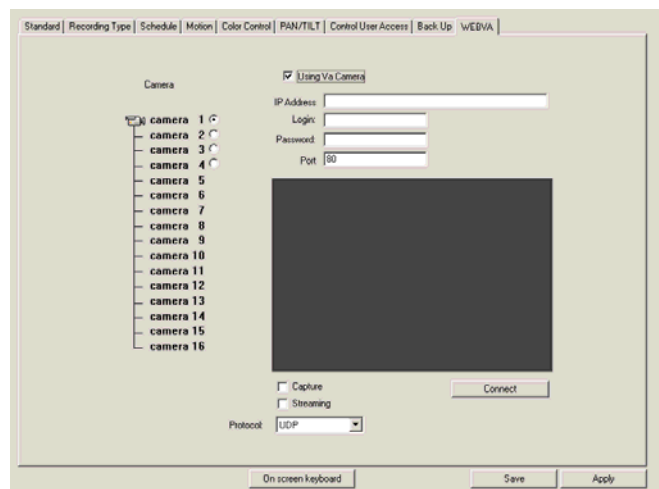 Standard Recording Type Schedule Motion Color Control PAN/TILT Control User Access Back Up WEBVA
Camera
camera 1
camera 2
camera 3
camera 4
camera 5
camera 6
camera 7
camera 8
camera 9
camera 10
camera 11
camera 12
camera 13
camera 14
camera 15
camera 16
Using Va Camera
IP Address:
Login:
Password:
Port 80
Capture
Streaming
Connect
Protocol: UDP
On screen keyboard
Save
Apply